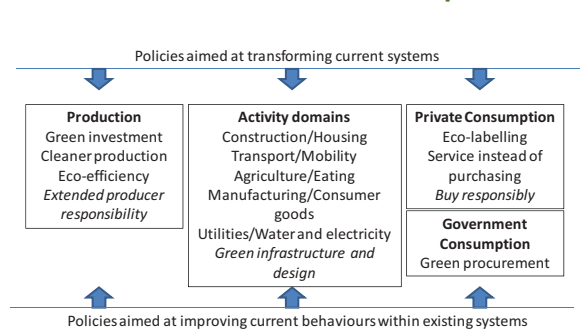 Policies aimed at transforming current systems
Production
Green investment
Cleaner production
Eco-efficiency
Extended producer
responsibility
Activity domains
Construction/Housing
Transport/Mobility
Agriculture/Eating
Manufacturing/Consumer
goods
Utilities/Water and electricity
Green infrastructure and
design
Private Consumption
Eco-labelling
Service instead of
purchasing
Buy responsibly
Government
Consumption
Green procurement
Policies aimed at improving current behaviours within existing systems